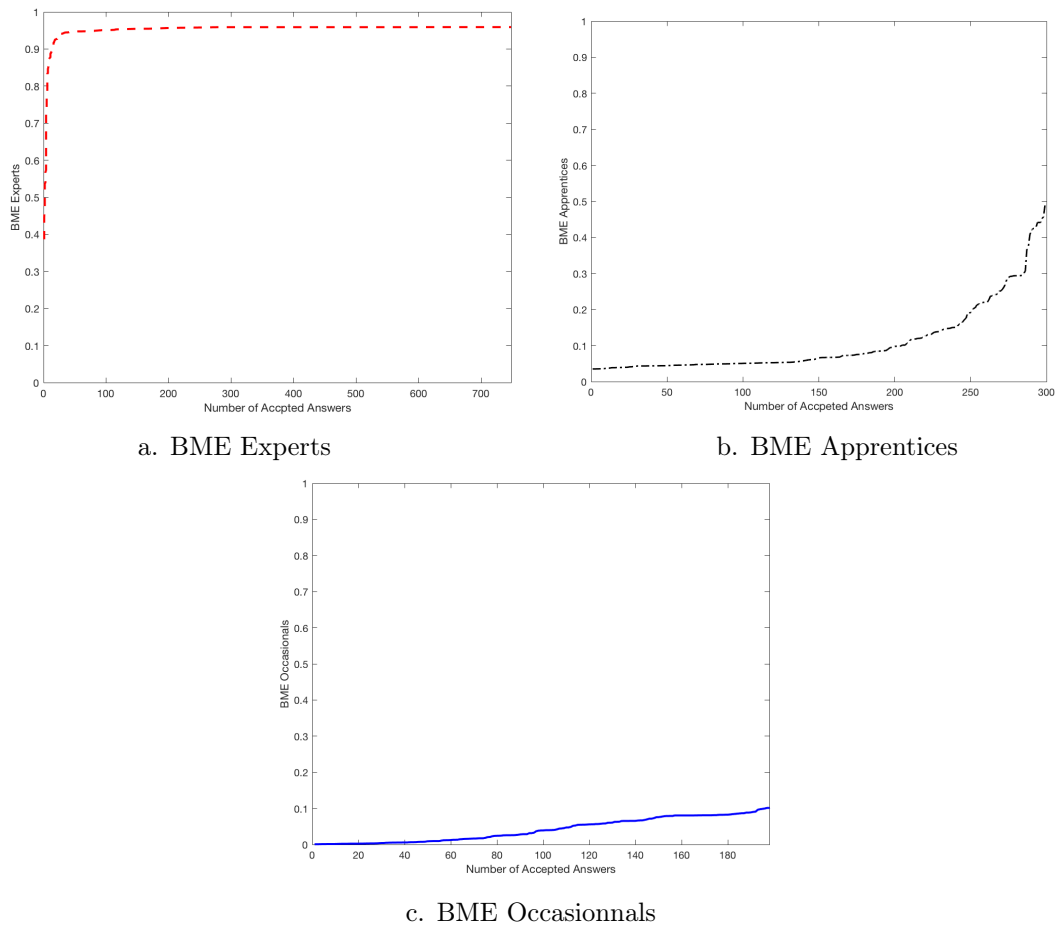 1
0.9
0.8
0.7
0.6
0.5
0.4
0.3
0.2
0.1
0
BME Experts
0 100 200 300 400 500 600 700
Number of Accpted Answers
a. BME Experts
1
0.9
0.8
0.7
0.6
0.5
0.4
0.3
0.2
0.1
0
BME Apprentices
0 50 100 150 200 250 300
Number of Accpeted Answers
b. BME Apprentices
1
0.9
0.8
0.7
0.6
0.5
0.4
0.3
0.2
0.1
0
BME Occasionals
0 20 40 60 80 100 120 140 160 180
Number of Accepted Answers
c. BME Occasionnals